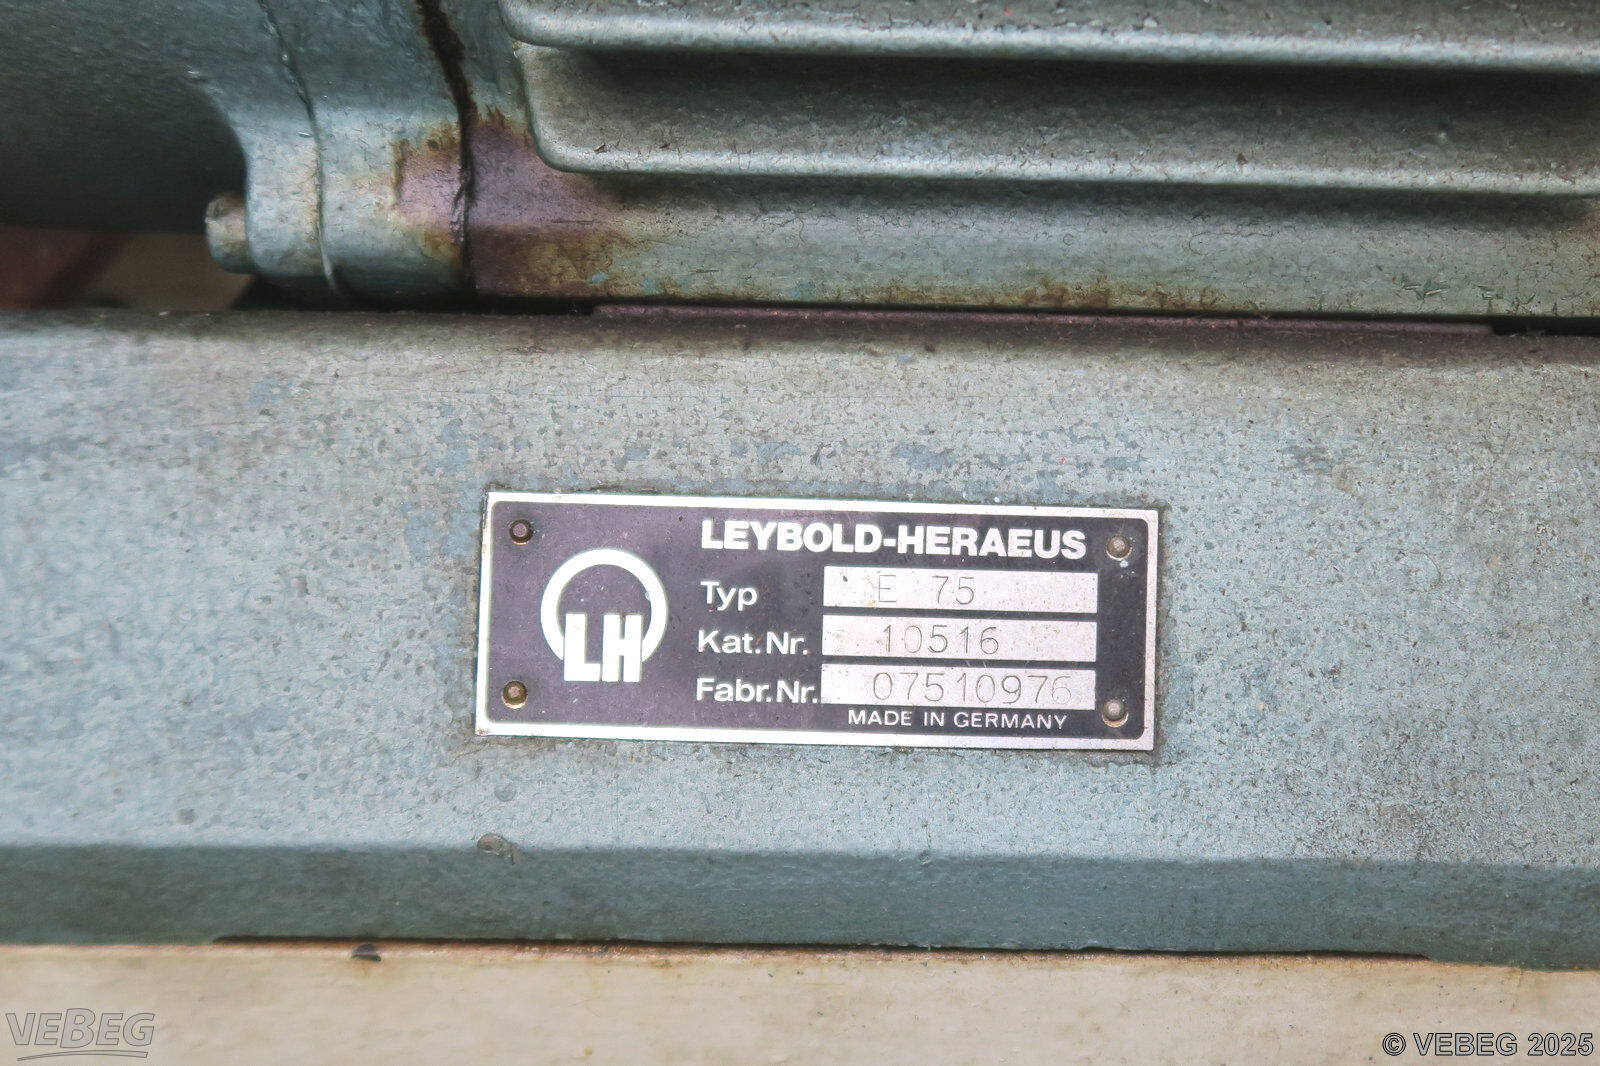 LEYBOLD-HERAEUS
LH
Typ E 75
Kat.Nr. 10516
Fabr.Nr. 07510976
MADE IN GERMANY
VEBEG
© VEBEG 2025